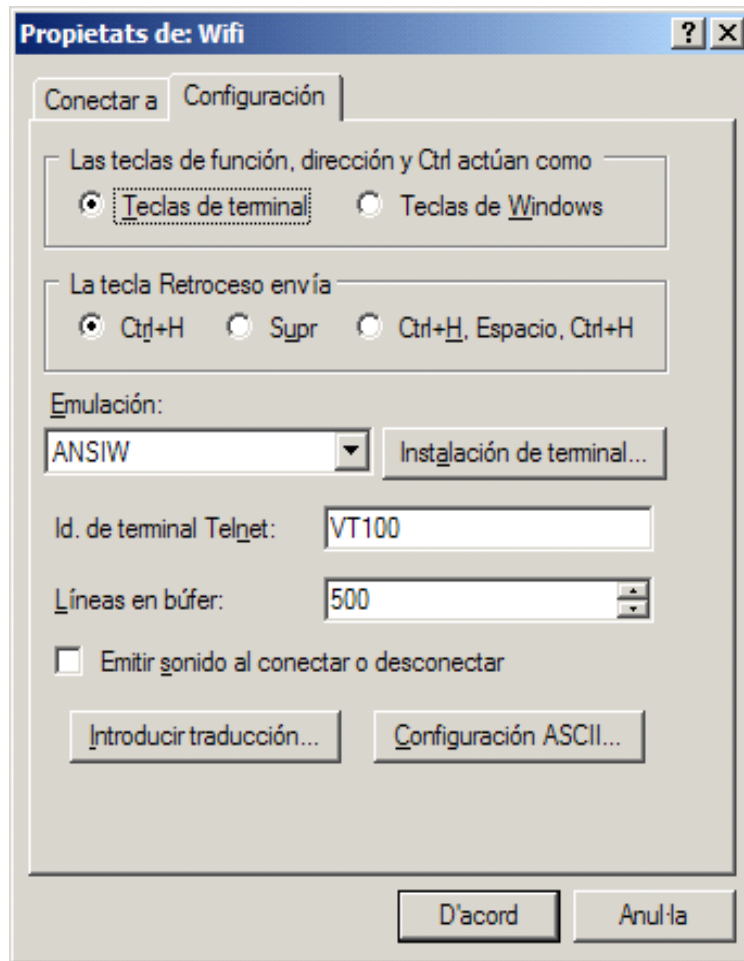 Propietats de: Wifi
Conectar a Configuración
Las teclas de función, dirección y Ctrl actúan como
Teclas de terminal Teclas de Windows
La tecla Retroceso envía
Ctrl+H Supr Ctrl+H, Espacio, Ctrl+H
Emulación:
ANSIW Instalación de terminal...
Id. de terminal Telnet: VT100
Líneas en búfer: 500
Emitir sonido al conectar o desconectar
Introducir traducción... Configuración ASCII...
D'acord Anul·la